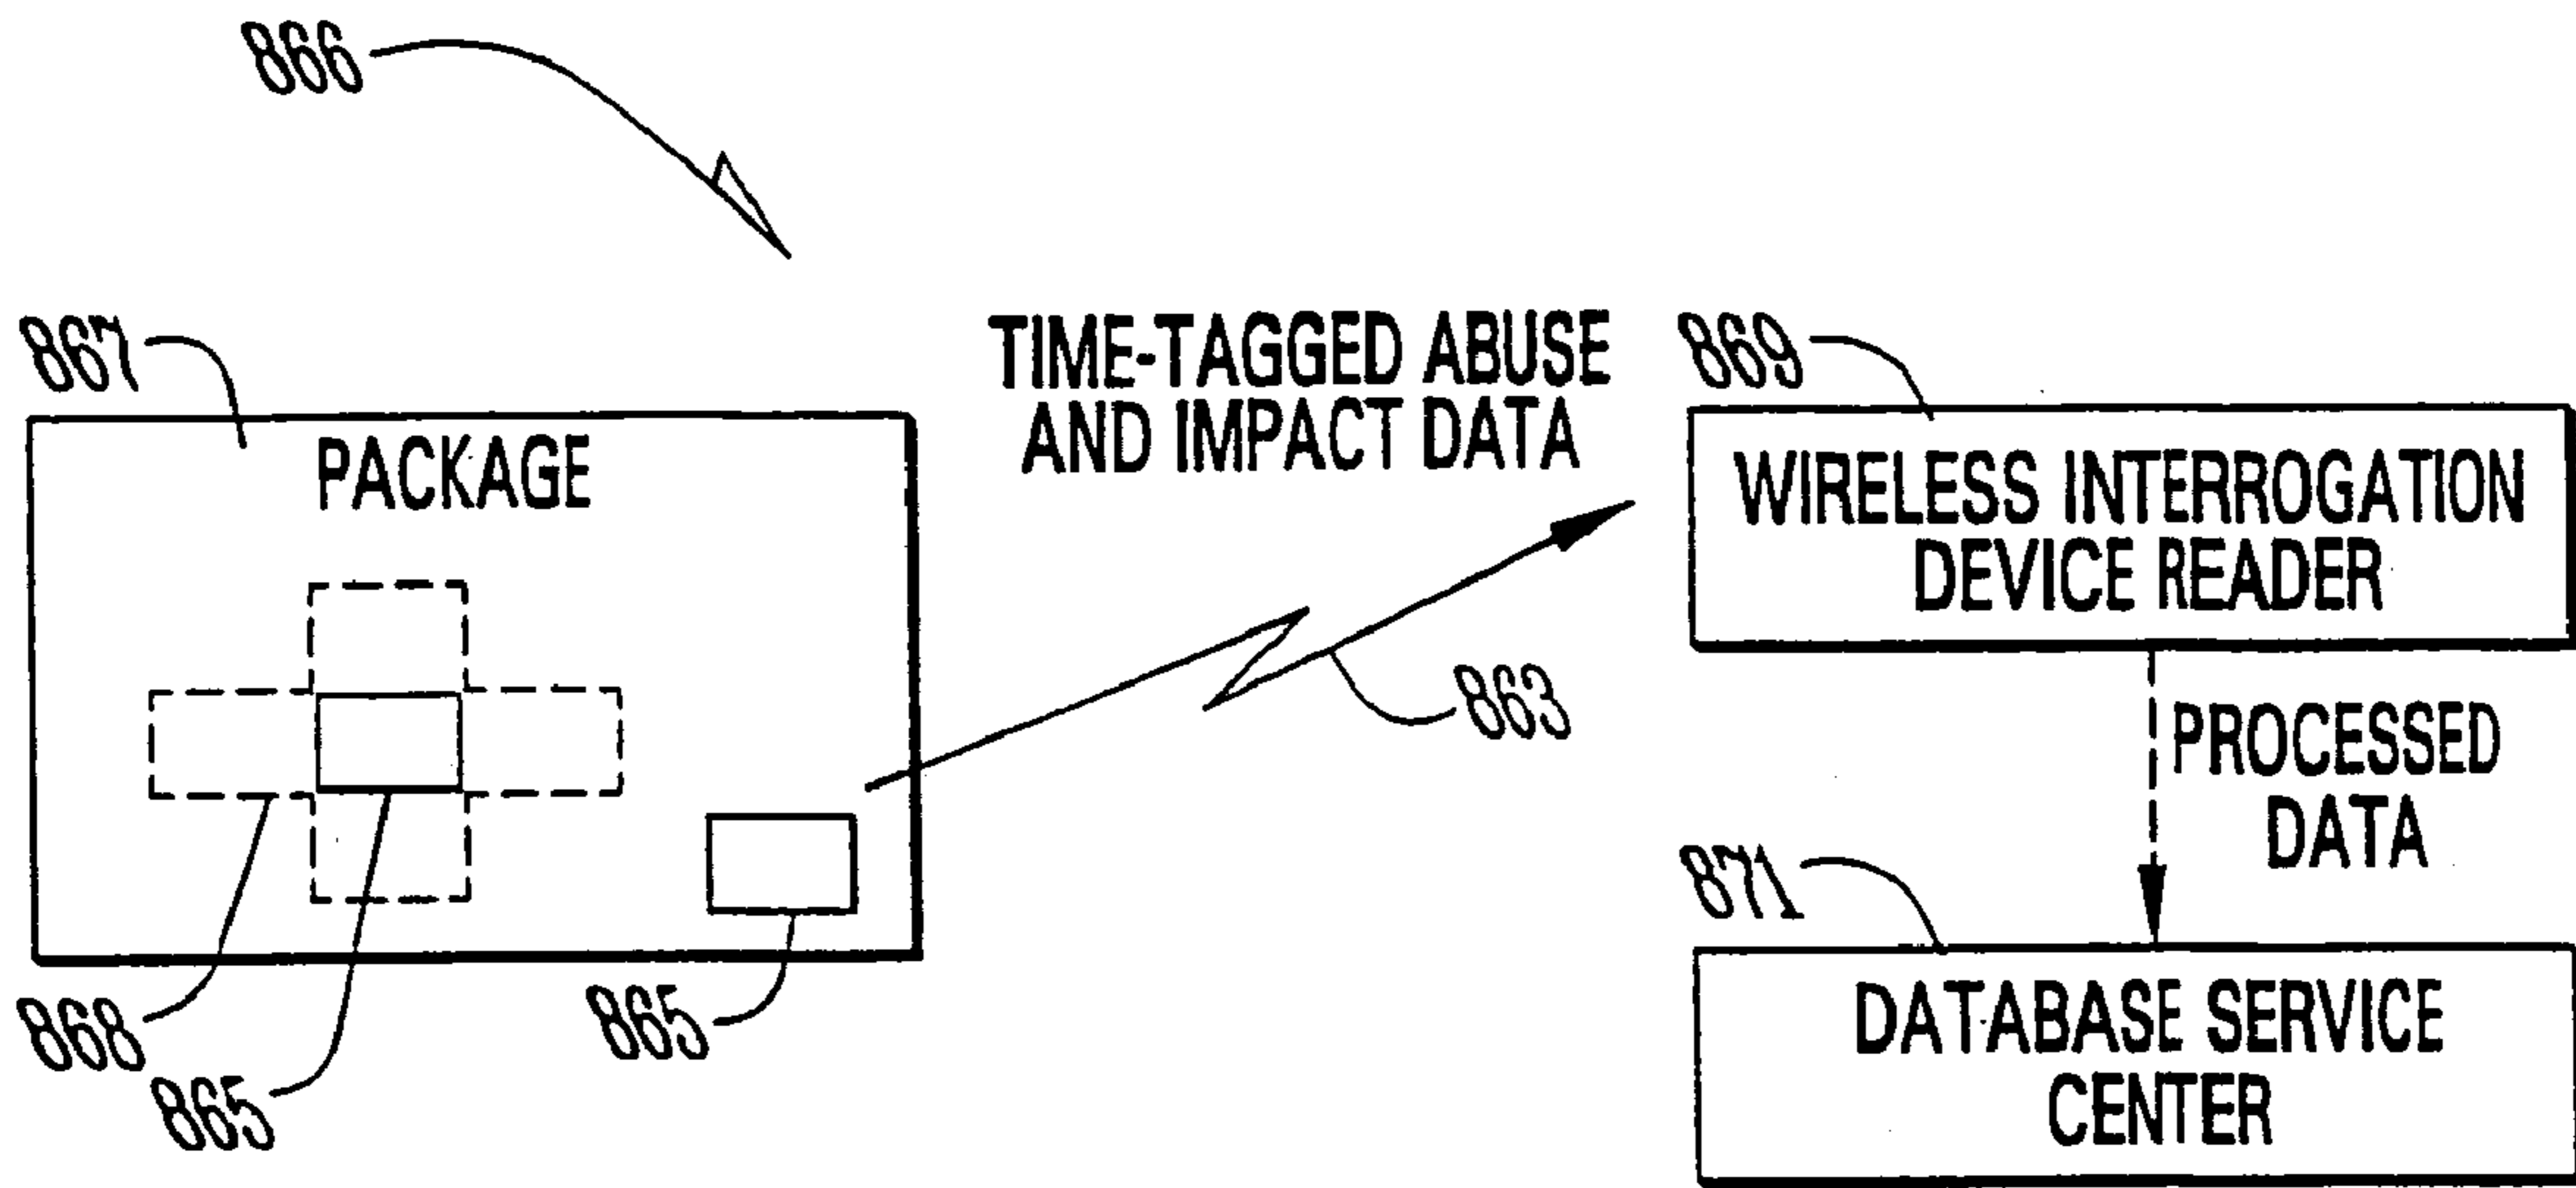 866
867
PACKAGE
TIME-TAGGED ABUSE
AND IMPACT DATA
869
WIRELESS INTERROGATION
DEVICE READER
863
PROCESSED
DATA
868
865
865
871
DATABASE SERVICE
CENTER